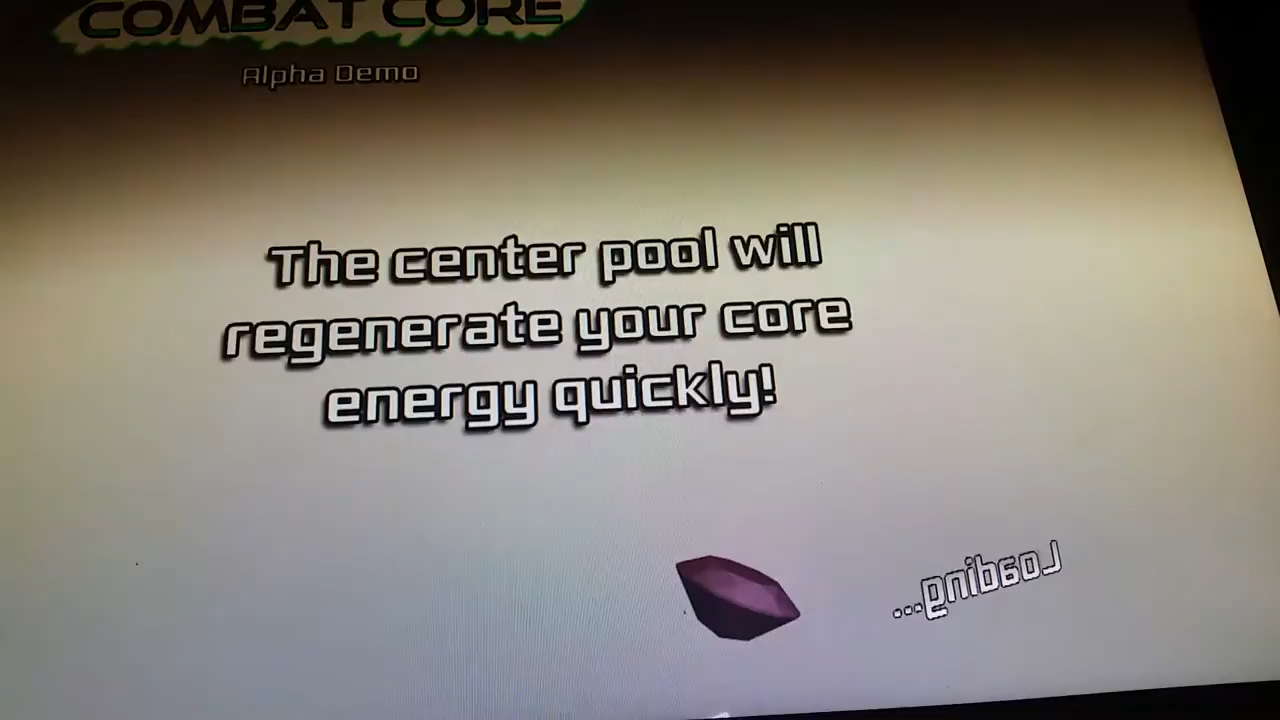 COMBAT CORE
Alpha Demo
The center pool will
regenerate your core
energy quickly!
Loading...